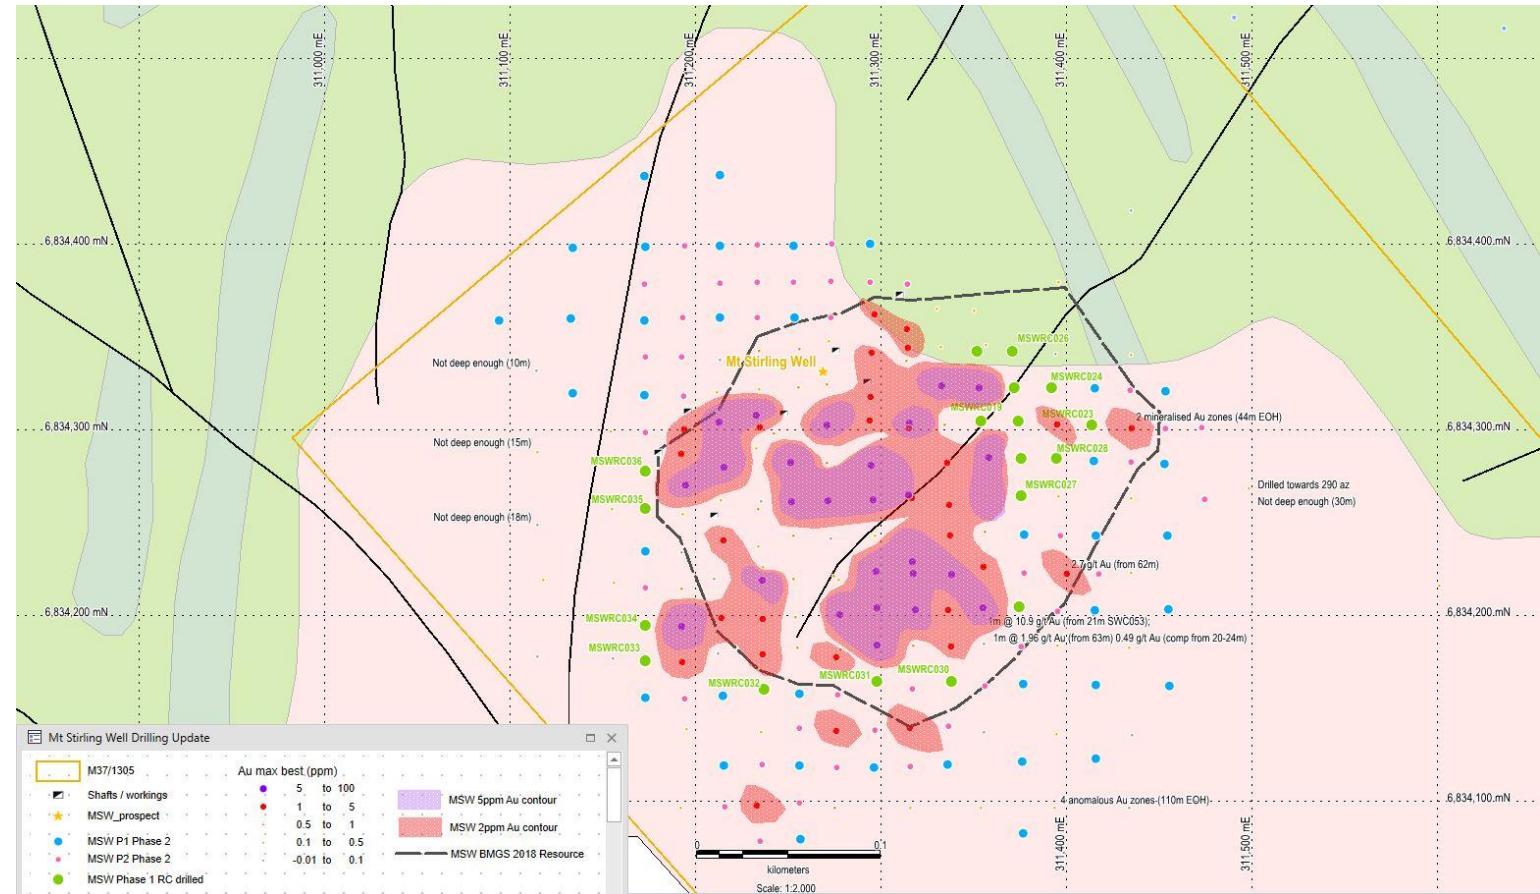 311,000 mE
311,100 mE
311,200 mE
311,300 mE
311,400 mE
311,500 mE
6,834,400 mN
6,834,400 mN
MSWRC026
Mt Stirling Well
Not deep enough (10m)
MSWRC024
MSWRC019
MSWRC023
2 mineralised Au zones (44m EOH)
6,834,300 mN
6,834,300 mN
Not deep enough (15m)
MSWRC036
MSWRC028
MSWRC035
MSWRC027
Drilled towards 290 az
Not deep enough (30m)
Not deep enough (18m)
2.7g/t Au (from 62m)
6,834,200 mN
6,834,200 mN
MSWRC034
1m @ 10.9 g/t Au (from 21m SWC053);
1m @ 1.96 g/t Au (from 63m) 0.49 g/t Au (comp from 20-24m)
MSWRC033
MSWRC032
MSWRC031
MSWRC030
4 anomalous Au zones (110m EOH)
6,834,100 mN
311,400 mE
311,500 mE
0
0.1
kilometers
Scale: 1:2,000
Mt Stirling Well Drilling Update
M37/1305
Shafts / workings
MSW_prospect
MSW P1 Phase 2
MSW P2 Phase 2
MSW Phase 1 RC drilled
Au max best (ppm)
5 to 100
1 to 5
0.5 to 1
0.1 to 0.5
-0.01 to 0.1
MSW 5ppm Au contour
MSW 2ppm Au contour
MSW BMGS 2018 Resource